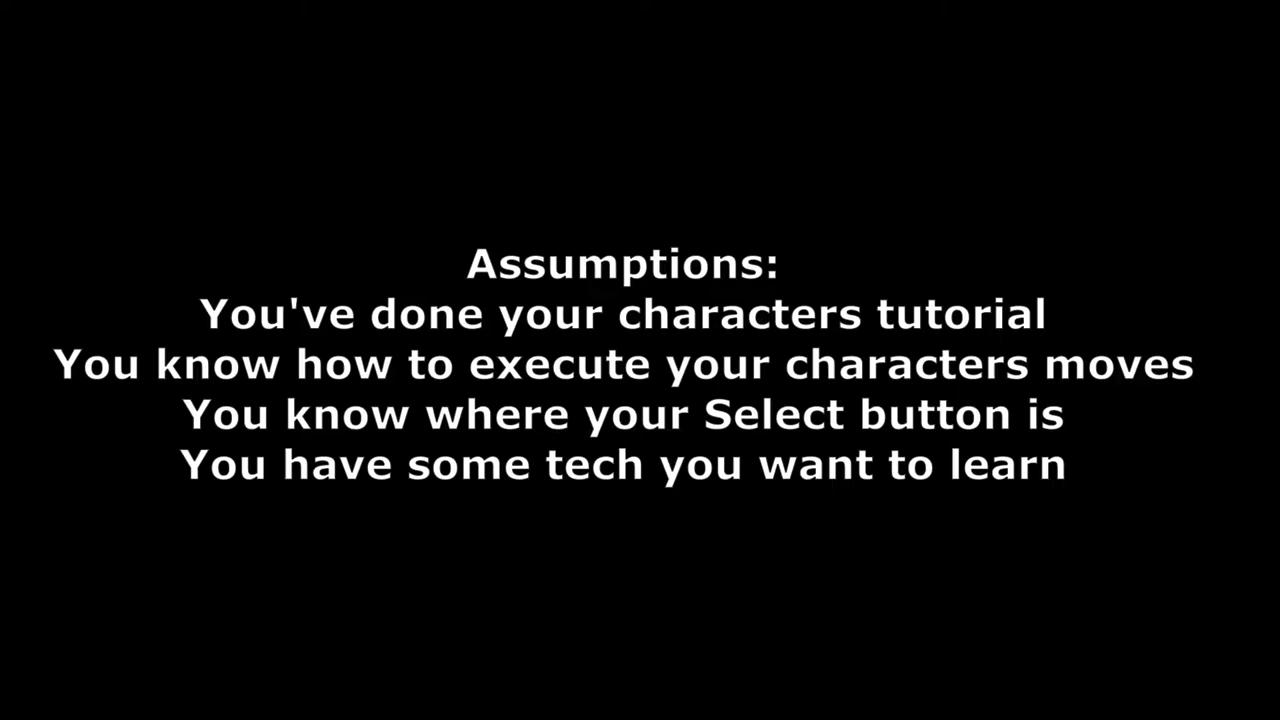 Assumptions:
You've done your characters tutorial
You know how to execute your characters moves
You know where your Select button is
You have some tech you want to learn